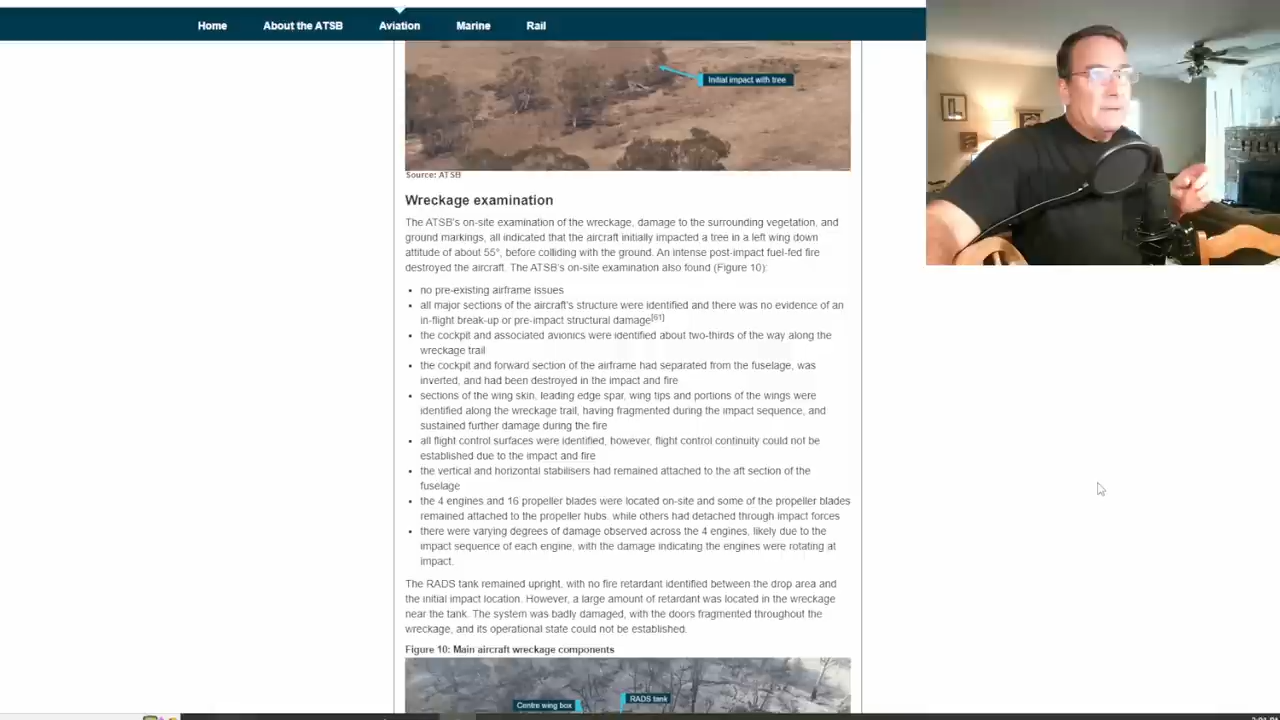 Home About the ATSB Aviation Marine Rail
Initial impact with tree
Source: ATSB
Wreckage examination
The ATSB's on-site examination of the wreckage, damage to the surrounding vegetation, and
ground markings, all indicated that the aircraft initially impacted a tree in a left wing down
attitude of about 55°, before colliding with the ground. An intense post-impact fuel-fed fire
destroyed the aircraft. The ATSB's on-site examination also found (Figure 10):
• no pre-existing airframe issues
• all major sections of the aircraft's structure were identified and there was no evidence of an
in-flight break-up or pre-impact structural damage[61]
• the cockpit and associated avionics were identified about two-thirds of the way along the
wreckage trail
• the cockpit and forward section of the airframe had separated from the fuselage, was
inverted, and had been destroyed in the impact and fire
• sections of the wing skin, leading edge spar, wing tips and portions of the wings were
identified along the wreckage trail, having fragmented during the impact sequence, and
sustained further damage during the fire
• all flight control surfaces were identified, however, flight control continuity could not be
established due to the impact and fire
• the vertical and horizontal stabilisers had remained attached to the aft section of the
fuselage
• the 4 engines and 16 propeller blades were located on-site and some of the propeller blades
remained attached to the propeller hubs, while others had detached through impact forces
• there were varying degrees of damage observed across the 4 engines, likely due to the
impact sequence of each engine, with the damage indicating the engines were rotating at
impact.
The RADS tank remained upright, with no fire retardant identified between the drop area and
the initial impact location. However, a large amount of retardant was located in the wreckage
near the tank. The system was badly damaged, with the doors fragmented throughout the
wreckage, and its operational state could not be established.
Figure 10: Main aircraft wreckage components
RADS tank
Centre wing box